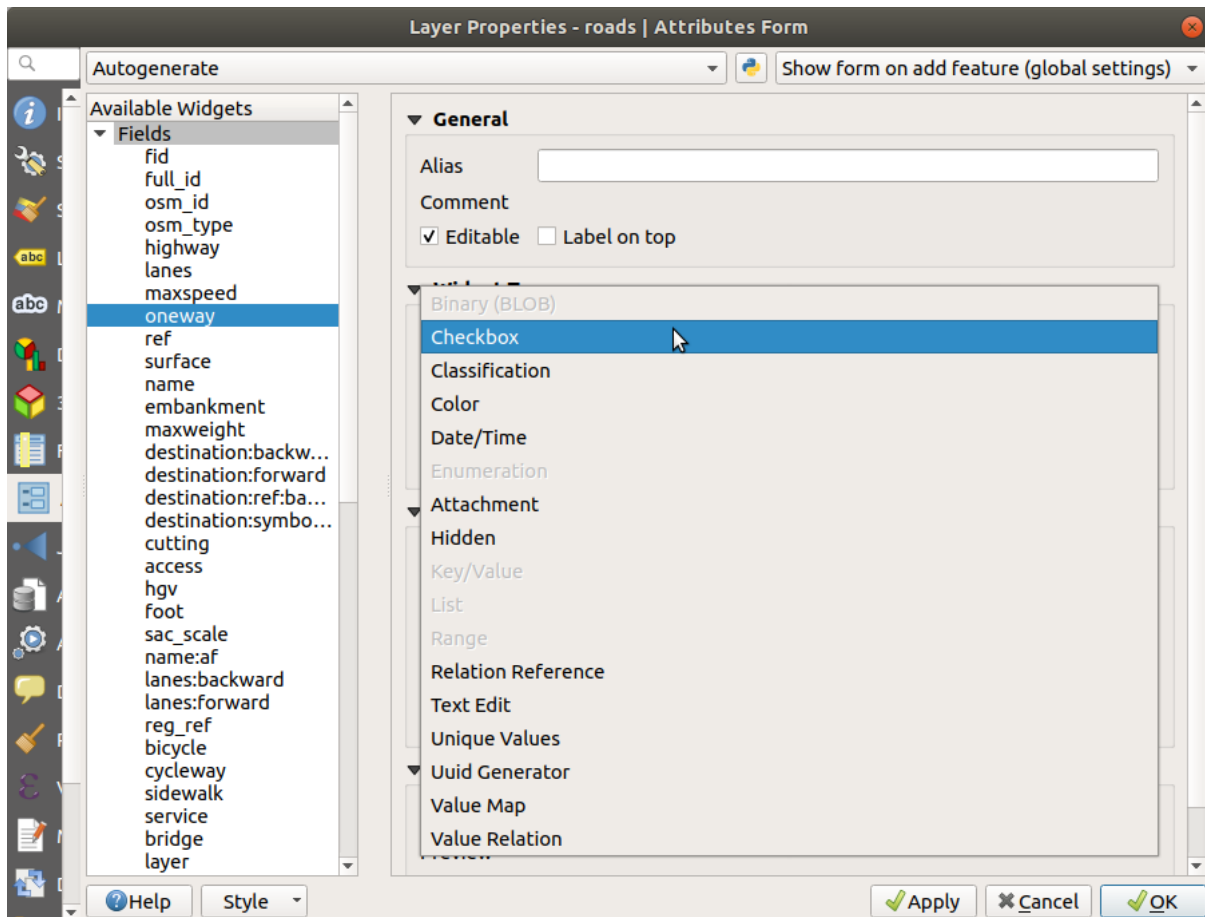 Layer Properties - roads | Attributes Form
Autogenerate
Show form on add feature (global settings)
Available Widgets
Fields
fid
full_id
osm_id
osm_type
highway
lanes
maxspeed
oneway
ref
surface
name
embankment
maxweight
destination:backw...
destination:forward
destination:ref:ba...
destination:symbo...
cutting
access
hgv
foot
sac_scale
name:af
lanes:backward
lanes:forward
reg_ref
bicycle
cycleway
sidewalk
service
bridge
layer
General
Alias
Comment
Editable
Label on top
Binary (BLOB)
Checkbox
Classification
Color
Date/Time
Enumeration
Attachment
Hidden
Key/Value
List
Range
Relation Reference
Text Edit
Unique Values
Uuid Generator
Value Map
Value Relation
abc
abc
Help
Style
Apply
Cancel
OK